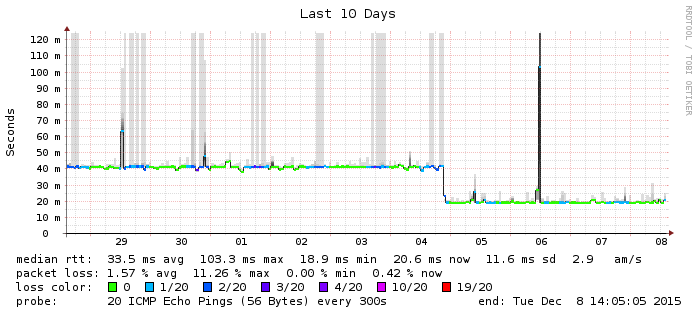 Last 10 Days
RRDTOOL / TOBI OETIKER
Seconds
120 m
110 m
100 m
90 m
80 m
70 m
60 m
50 m
40 m
30 m
20 m
10 m
0
29 30 01 02 03 04 05 06 07 08
median rtt: 33.5 ms avg 103.3 ms max 18.9 ms min 20.6 ms now 11.6 ms sd 2.9 am/s
packet loss: 1.57 % avg 11.26 % max 0.00 % min 0.42 % now
loss color: 0 1/20 2/20 3/20 4/20 10/20 19/20
probe: 20 ICMP Echo Pings (56 Bytes) every 300s end: Tue Dec 8 14:05:05 2015